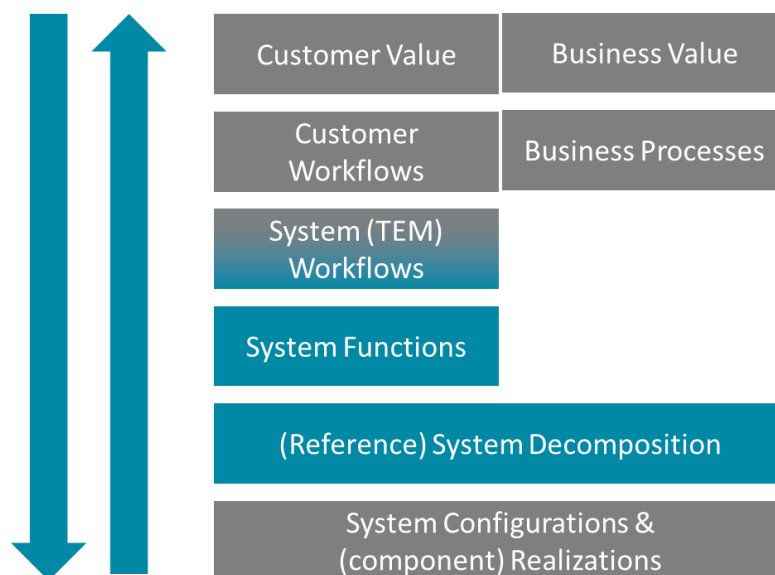 Customer Value
Business Value
Customer
Workflows
Business Processes
System (TEM)
Workflows
System Functions
(Reference) System Decomposition
System Configurations &
(component) Realizations